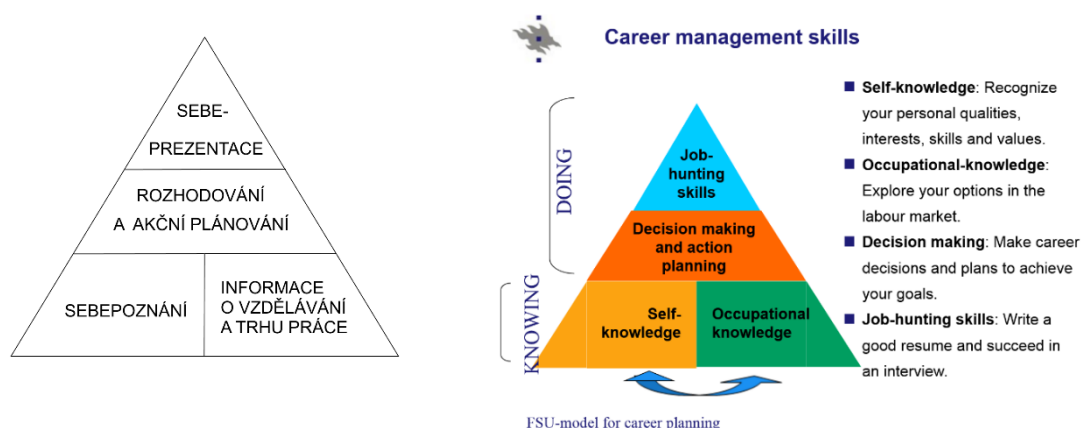 SEBE-
PREZENTACE
ROZHODOVÁNÍ
A AKČNÍ PLÁNOVÁNÍ
SEBEPOZNÁNÍ
INFORMACE
O VZDĚLÁVÁNÍ
A TRHU PRÁCE
Career management skills
DOING
KNOWING
Job-
hunting
skills
Decision making
and action
planning
Self-
knowledge
Occupational
knowledge
FSU-model for career planning
Self-knowledge: Recognize
your personal qualities,
interests, skills and values.
Occupational-knowledge:
Explore your options in the
labour market.
Decision making: Make career
decisions and plans to achieve
your goals.
Job-hunting skills: Write a
good resume and succeed in
an interview.